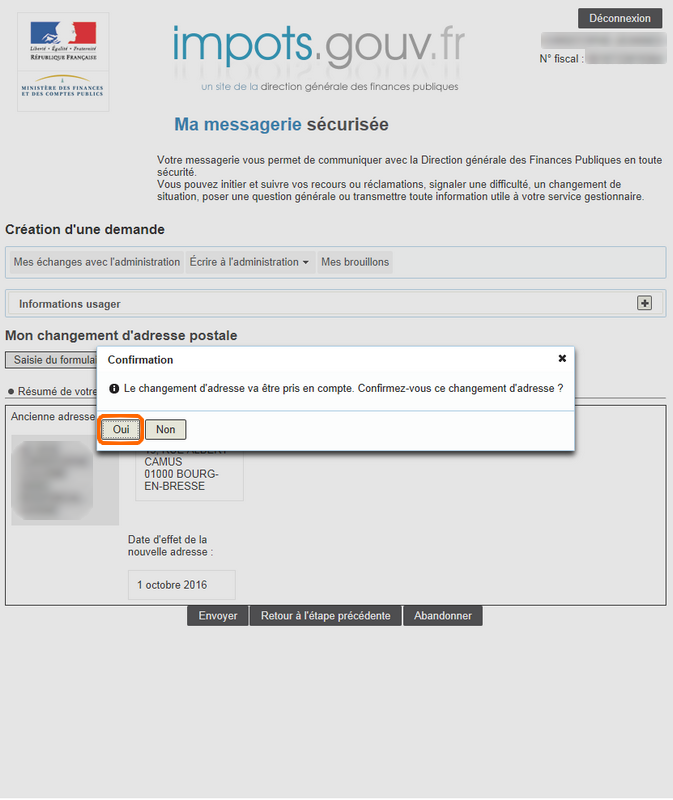 Déconnexion
Liberté • Égalité • Fraternité
RÉPUBLIQUE FRANÇAISE
MINISTÈRE DES FINANCES
ET DES COMPTES PUBLICS
impots.gouv.fr
un site de la direction générale des finances publiques
N° fiscal :
Ma messagerie sécurisée
Votre messagerie vous permet de communiquer avec la Direction générale des Finances Publiques en toute
sécurité.
Vous pouvez initier et suivre vos recours ou réclamations, signaler une difficulté, un changement de
situation, poser une question générale ou transmettre toute information utile à votre service gestionnaire.
Création d'une demande
Mes échanges avec l'administration Écrire à l'administration Mes brouillons
Informations usager
Mon changement d'adresse postale
Saisie du formula
Confirmation
Le changement d'adresse va être pris en compte. Confirmez-vous ce changement d'adresse ?
Oui Non
Résumé de votre
Ancienne adresse
RUE ALBERT
CAMUS
01000 BOURG-
EN-BRESSE
Date d'effet de la
nouvelle adresse :
1 octobre 2016
Envoyer Retour à l'étape précédente Abandonner